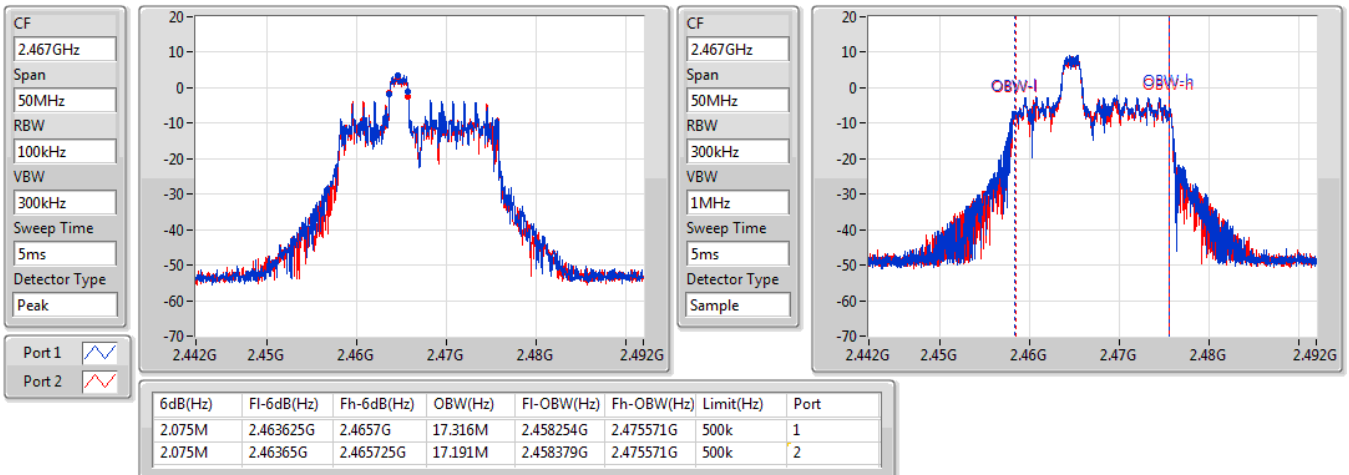 CF
2.467GHz
Span
50MHz
RBW
100kHz
VBW
300kHz
Sweep Time
5ms
Detector Type
Peak
Port 1
Port 2
20
10
0
-10
-20
-30
-40
-50
-60
-70
2.442G 2.45G 2.46G 2.47G 2.48G 2.492G
CF
2.467GHz
Span
50MHz
RBW
300kHz
VBW
1MHz
Sweep Time
5ms
Detector Type
Sample
20
10
0
-10
-20
-30
-40
-50
-60
-70
OBW-l OBW-h
2.442G 2.45G 2.46G 2.47G 2.48G 2.492G
6dB(Hz) Fl-6dB(Hz) Fh-6dB(Hz) OBW(Hz) Fl-OBW(Hz) Fh-OBW(Hz) Limit(Hz) Port
2.075M 2.463625G 2.4657G 17.316M 2.458254G 2.475571G 500k 1
2.075M 2.46365G 2.465725G 17.191M 2.458379G 2.475571G 500k 2